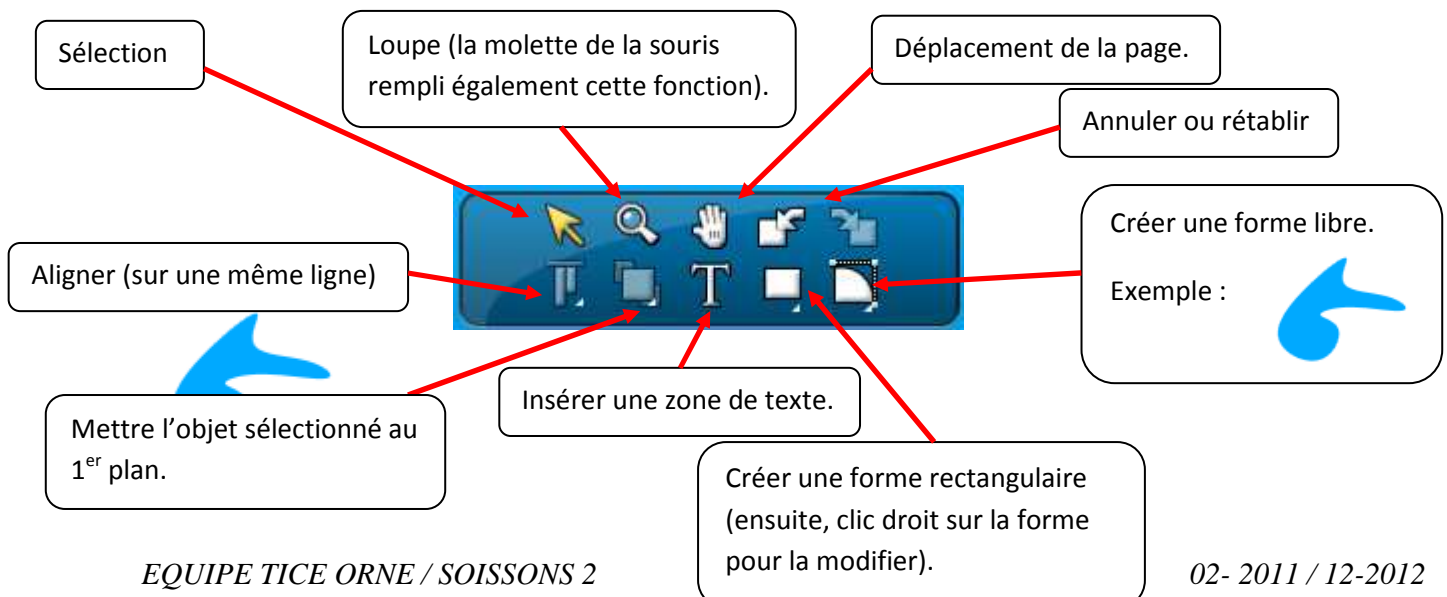 Sélection
Loupe (la molette de la souris
rempli également cette fonction).
Déplacement de la page.
Annuler ou rétablir
Créer une forme libre.
Exemple :
Aligner (sur une même ligne)
T
Insérer une zone de texte.
Mettre l’objet sélectionné au
1er plan.
Créer une forme rectangulaire
(ensuite, clic droit sur la forme
pour la modifier).
EQUIPE TICE ORNE / SOISSONS 2
02- 2011 / 12-2012